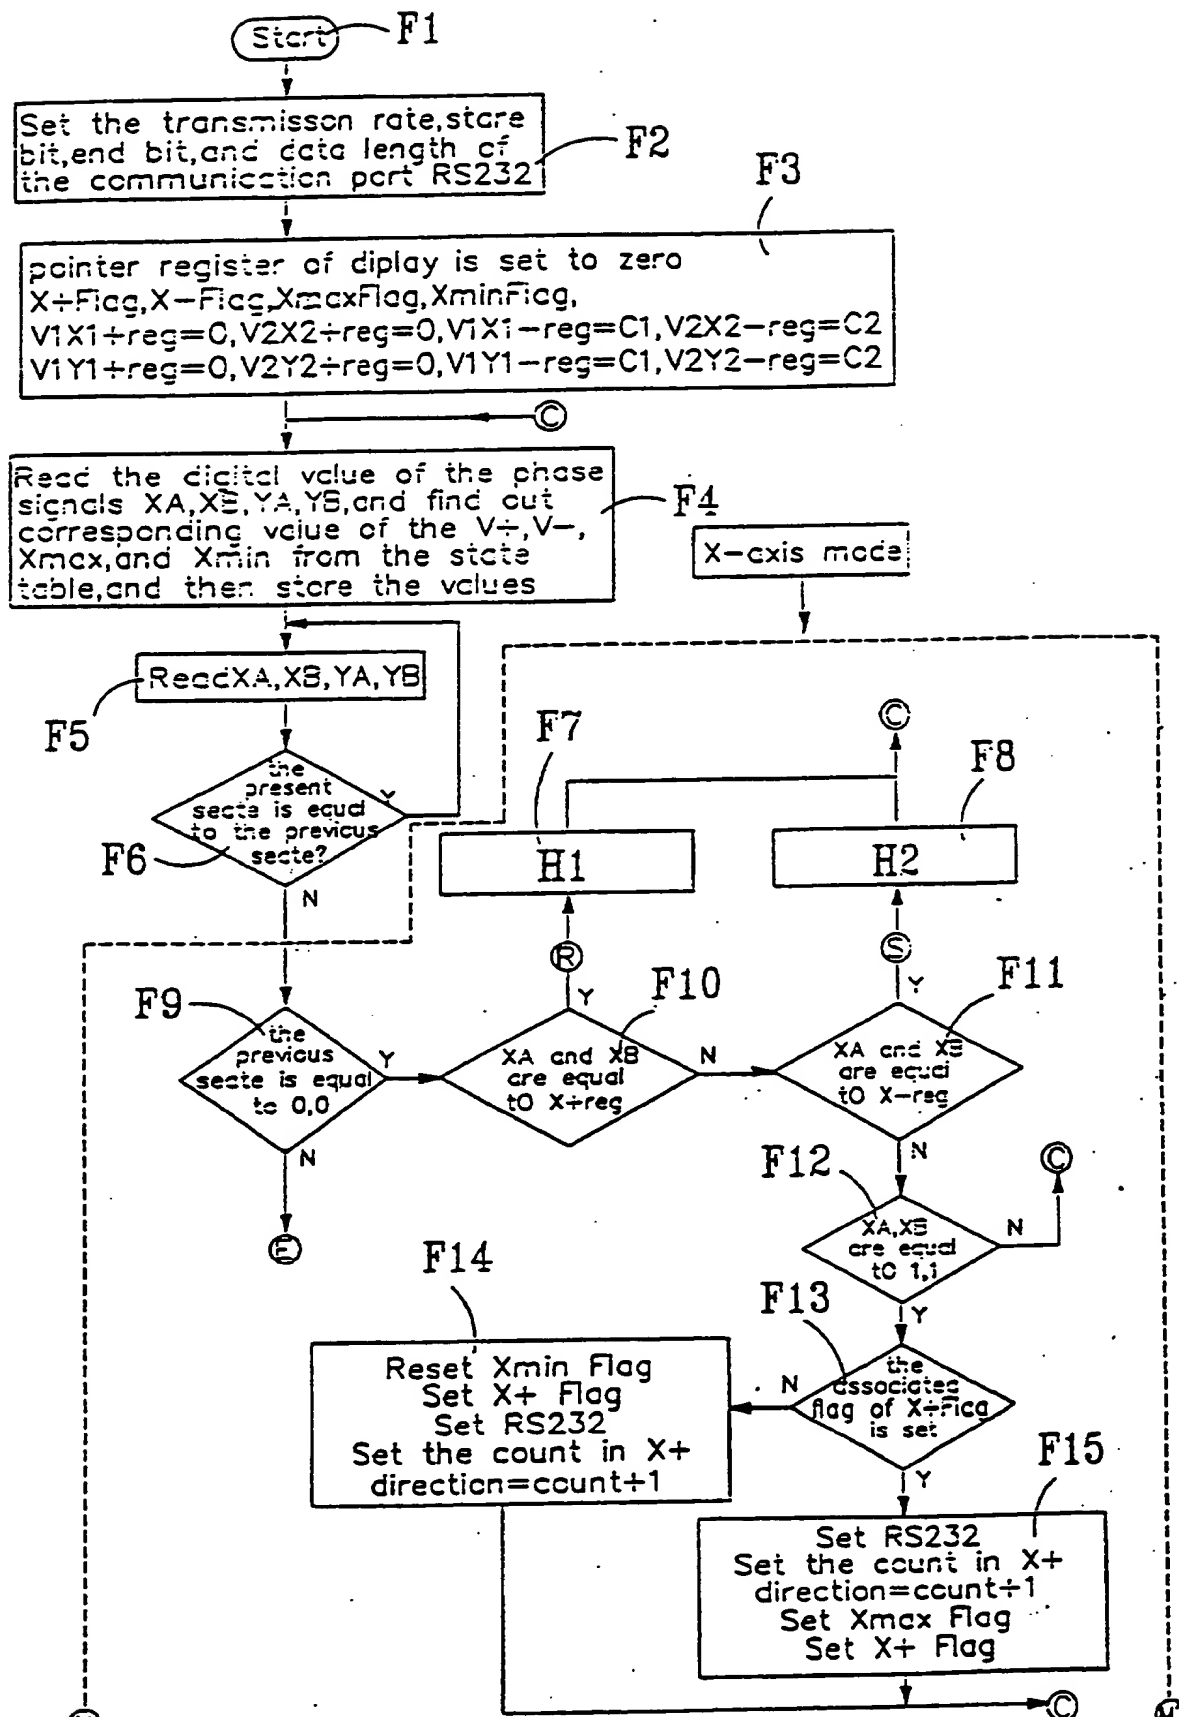 Start
F1
Set the transmisson rate,stare
bit,end bit,and data length of
the communication port RS232
F2
F3
pointer register of diplay is set to zero
X+Flag,X-Flag,XmaxFlag,XminFlag,
V1X1+reg=0,V2X2+reg=0,V1X1-reg=C1,V2X2-reg=C2
V1Y1+reg=0,V2Y2+reg=0,V1Y1-reg=C1,V2Y2-reg=C2
C
Read the digital value of the phase
signals XA,XB,YA,YB,and find out
corresponding value of the V+,V-,
Xmax,and Xmin from the state
table,and then store the values
F4
X-axis mode
ReadXA,XB,YA,YB
F5
the
present
secte is equal
to the previous
secte?
Y
F6
N
F7
C
F8
H1
H2
R
S
F9
the
previous
secte is equal
to 0,0
Y
N
E
Y
F10
XA and XB
are equal
to X+reg
N
Y
F11
XA and XB
are equal
to X-reg
N
F12
C
XA,XB
are equal
to 1,1
N
Y
F13
the
associated
flag of X+Flag
is set
N
Y
F14
Reset Xmin Flag
Set X+ Flag
Set RS232
Set the count in X+
direction=count+1
F15
Set RS232
Set the count in X+
direction=count+1
Set Xmax Flag
Set X+ Flag
C